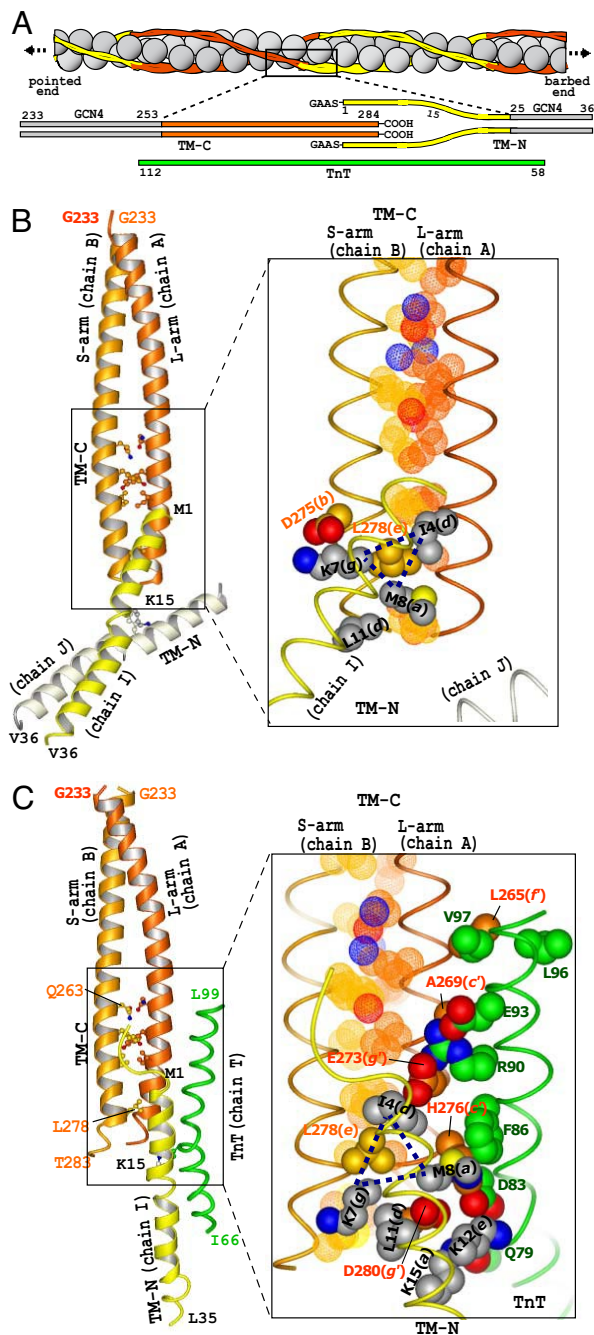 A
pointed end
barbed end
GAAS
1
15
25 GCN4 36
233 GCN4 253 284
COOH
COOH
TM-C
GAAS
TM-N
112 TnT 58
B
G233 G233
S-arm (chain B)
L-arm (chain A)
TM-C
M1
K15
TM-N
(chain J)
(chain I)
V36
V36
TM-C
S-arm (chain B)
L-arm (chain A)
D275(b)
L278(e)
I4(d)
K7(g)
M8(a)
L11(d)
(chain I)
(chain J)
TM-N
C
G233 G233
S-arm (chain B)
L-arm (chain A)
Q263
L99
TM-C
M1
TnT (chain T)
L278
T283
K15
I66
TM-N (chain I)
L35
TM-C
S-arm (chain B)
L-arm (chain A)
L265(f')
V97
L96
A269(c')
E93
E273(g')
R90
I4(d)
H276(c')
F86
L278(e)
M8(a)
D83
K7(g)
L11(d)
K12(e)
Q79
D280(g')
K15(a)
TnT
TM-N